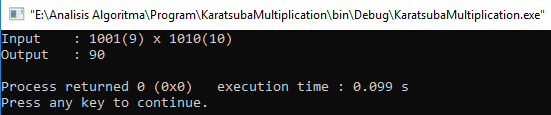 "E:\Analisis Algoritma\Program\KaratsubaMultiplication\bin\Debug\KaratsubaMultiplication.exe"
Input    : 1001(9) x 1010(10)
Output   : 90
Process returned 0 (0x0)   execution time : 0.099 s
Press any key to continue.